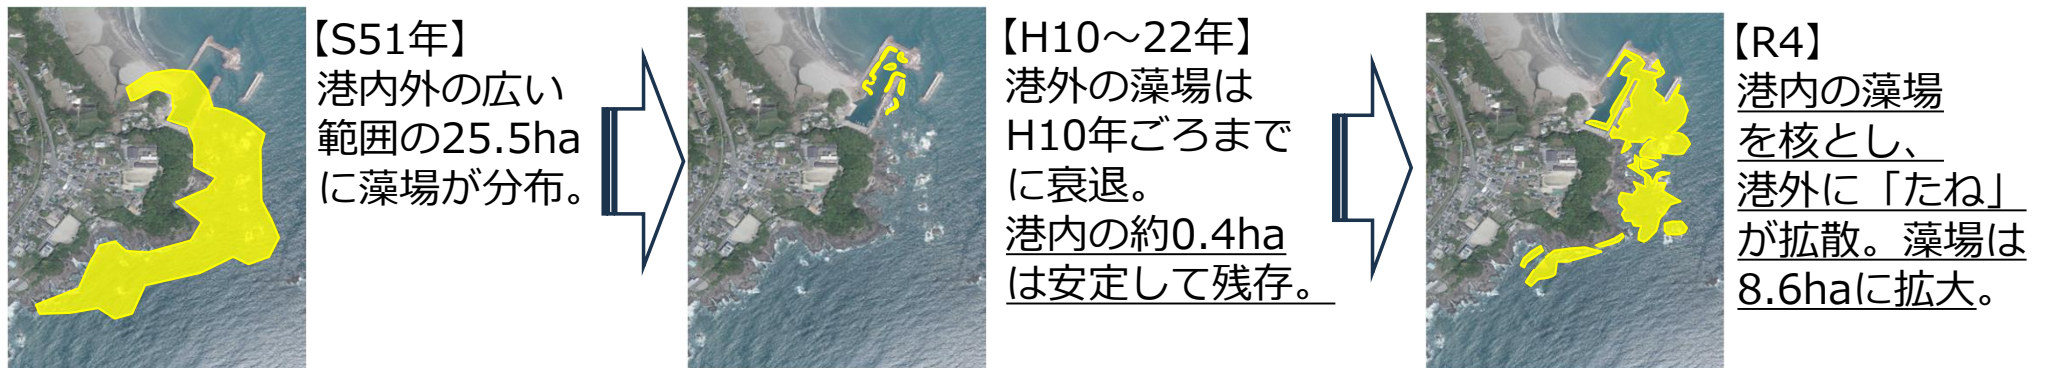 【S51年】
港内外の広い
範囲の25.5ha
に藻場が分布。
【H10～22年】
港外の藻場は
H10年ごろまで
に衰退。
港内の約0.4ha
は安定して残存。
【R4】
港内の藻場
を核とし、
港外に「たね」
が拡散。藻場は
8.6haに拡大。